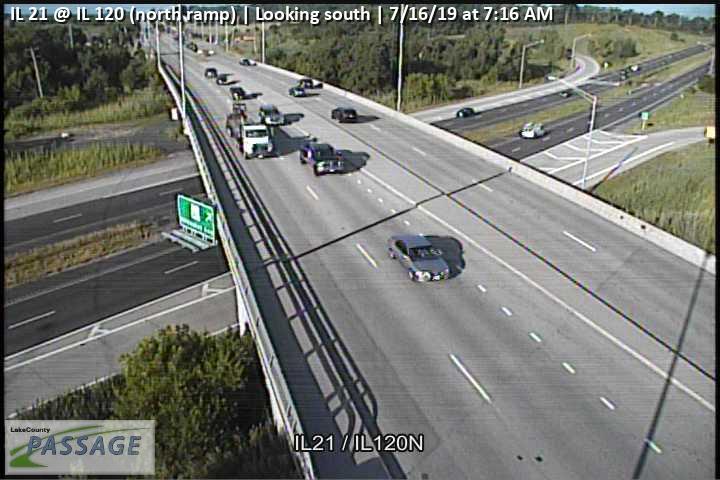 IL 21 @ IL 120 (north ramp) | Looking south | 7/16/19 at 7:16 AM
LakeCounty
PASSAGE
IL21 / IL120N